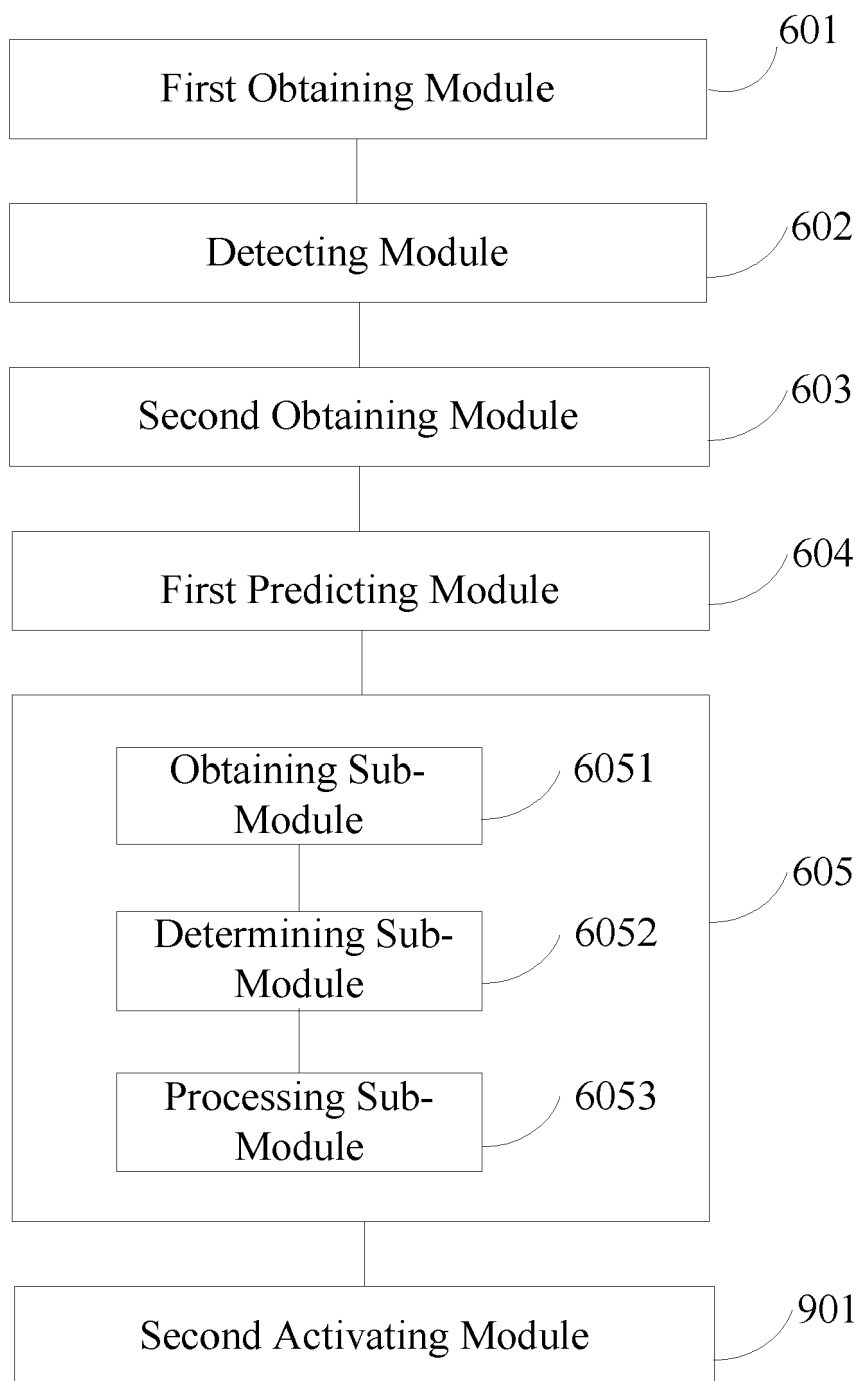 601
First Obtaining Module
602
Detecting Module
603
Second Obtaining Module
604
First Predicting Module
Obtaining Sub-
Module
6051
605
Determining Sub-
Module
6052
Processing Sub-
Module
6053
901
Second Activating Module